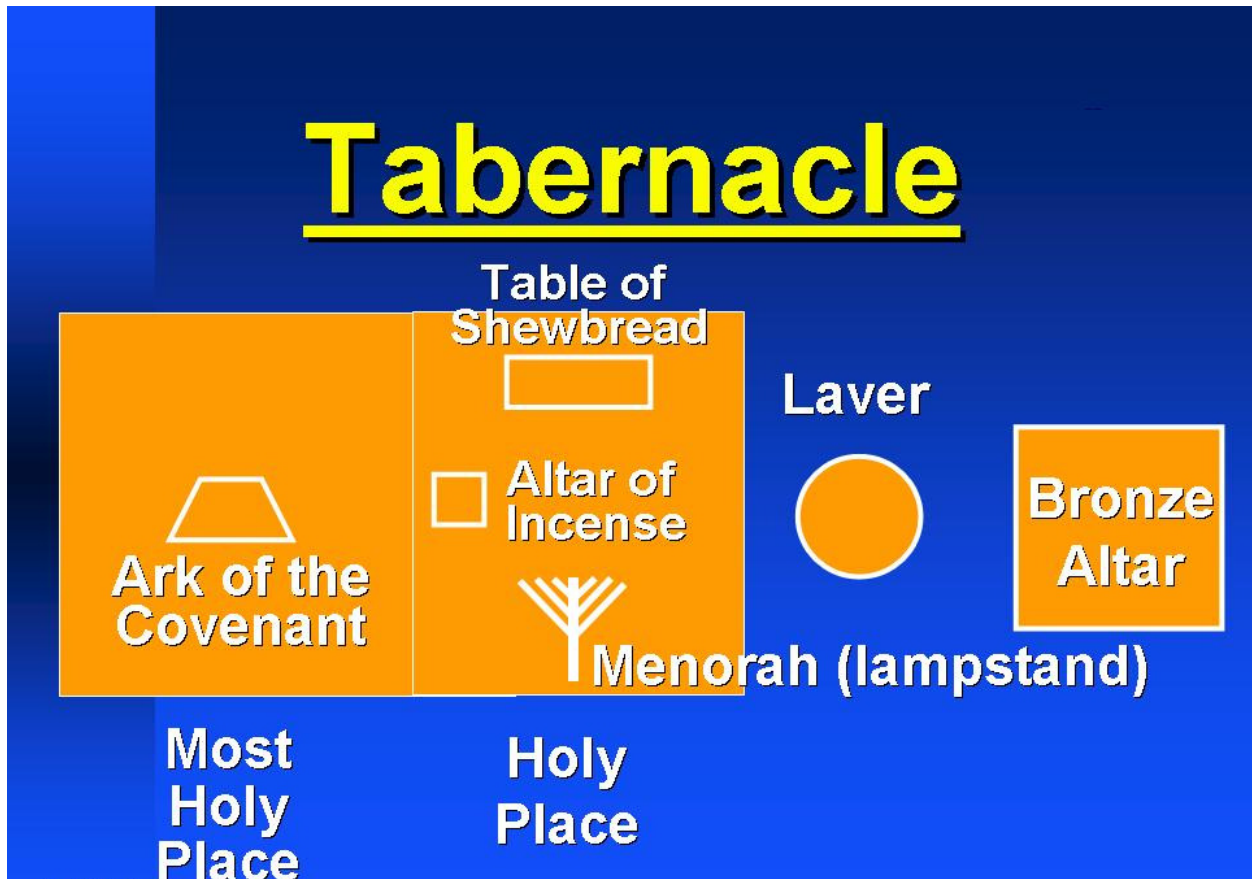 Tabernacle
Table of
Shewbread
Laver
Altar of
Incense
Bronze
Altar
Ark of the
Covenant
Menorah (lampstand)
Most
Holy
Place
Holy
Place